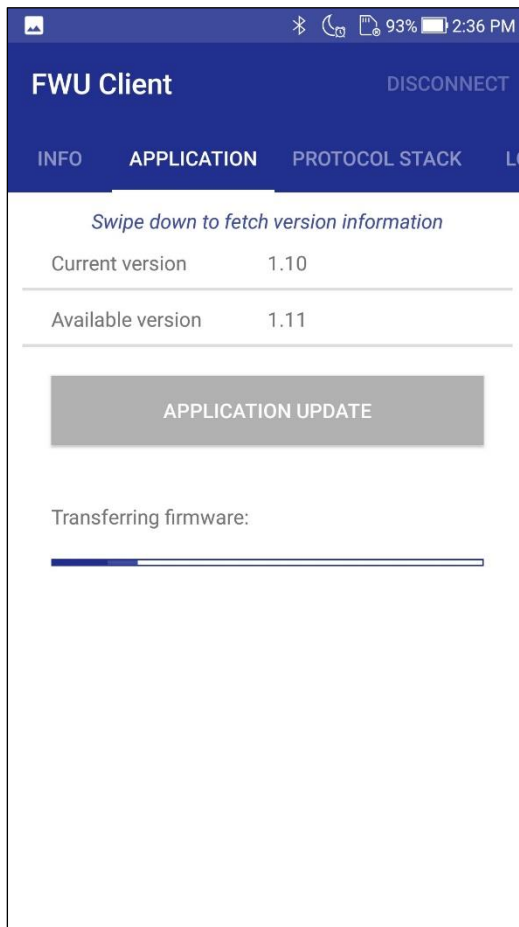 93% 2:36 PM
FWU Client DISCONNECT
INFO APPLICATION PROTOCOL STACK LO
Swipe down to fetch version information
Current version 1.10
Available version 1.11
APPLICATION UPDATE
Transferring firmware: